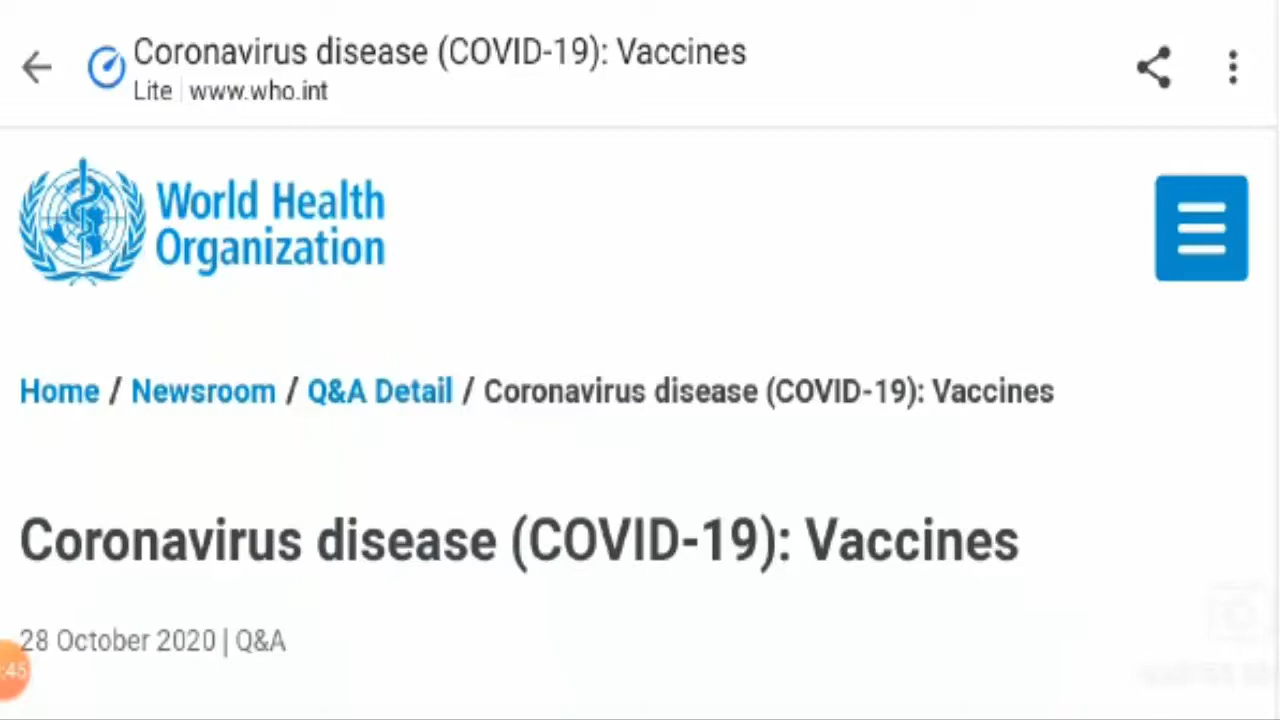 Coronavirus disease (COVID-19): Vaccines
Lite | www.who.int
World Health
Organization
Home / Newsroom / Q&A Detail / Coronavirus disease (COVID-19): Vaccines
Coronavirus disease (COVID-19): Vaccines
28 October 2020 | Q&A
:45